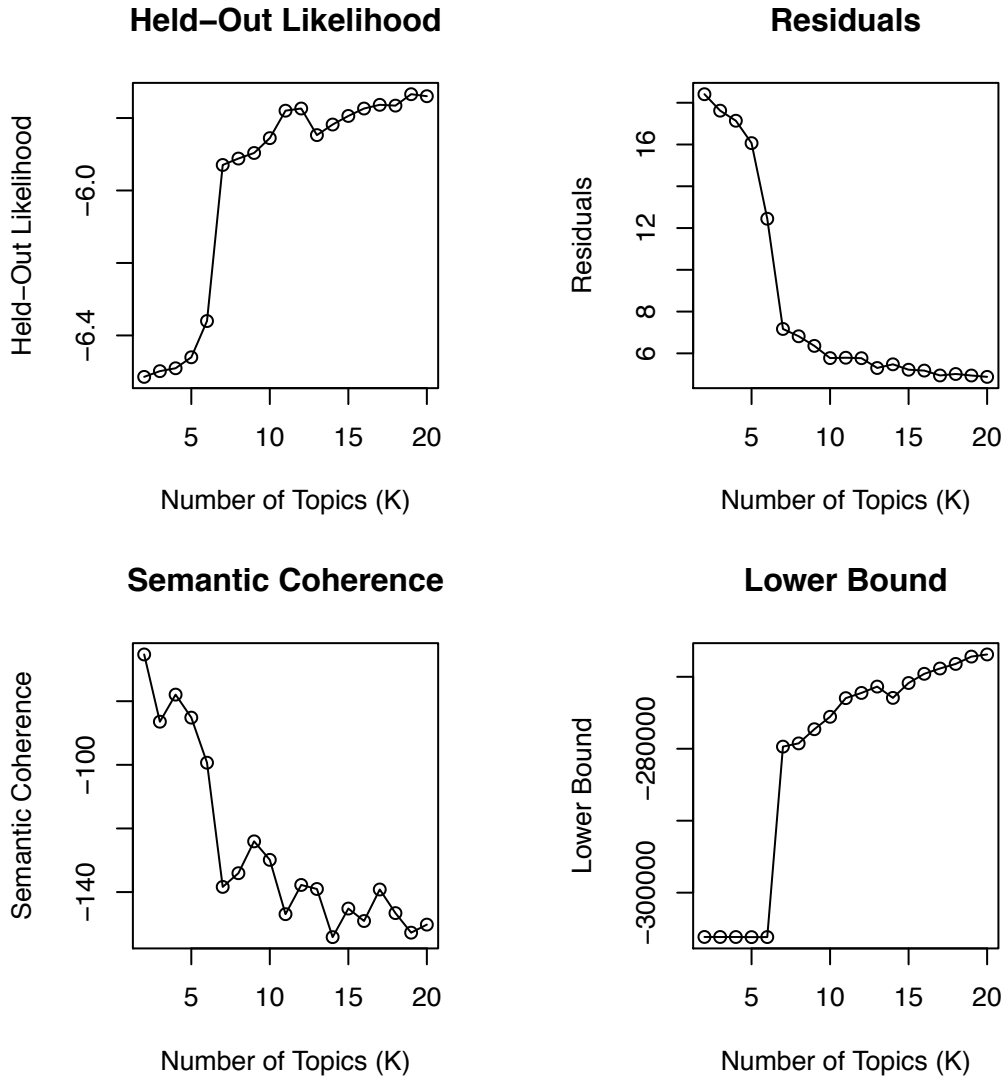 Held−Out Likelihood
Held−Out Likelihood
−6.0
−6.4
5 10 15 20
Number of Topics (K)
Residuals
Residuals
16
12
8
6
5 10 15 20
Number of Topics (K)
Semantic Coherence
Semantic Coherence
−100
−140
5 10 15 20
Number of Topics (K)
Lower Bound
Lower Bound
−280000
−300000
5 10 15 20
Number of Topics (K)